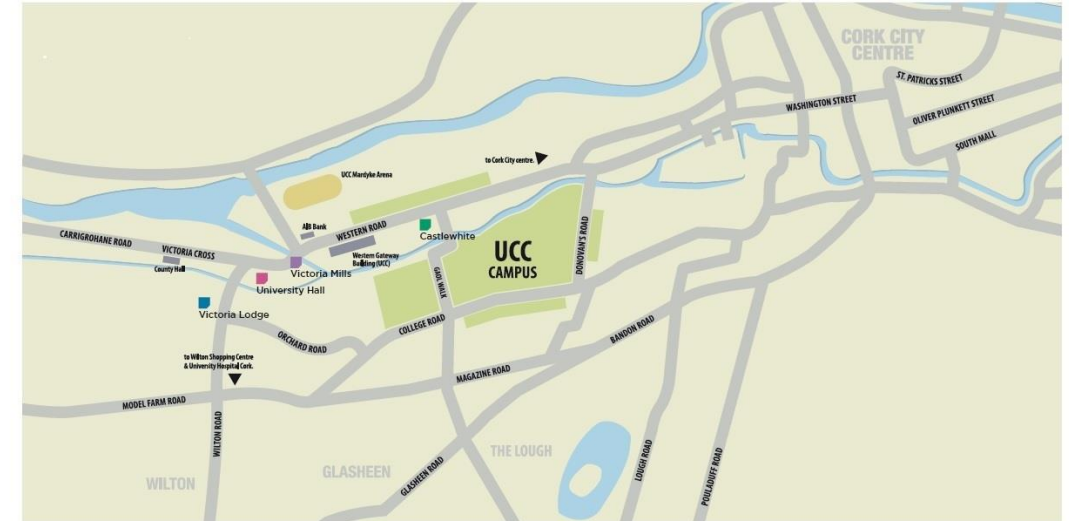 CORK CITY
CENTRE
ST. PATRICKS STREET
OLIVER PLUNKETT STREET
WASHINGTON STREET
SOUTH MALL
to Cork City centre.
UCC Mardyke Arena
AIB Bank
WESTERN ROAD
Castlewhite
CARRIGROHANE ROAD
VICTORIA CROSS
County Hall
Western Gateway
Building (UCC)
UCC
CAMPUS
DONOVAN'S ROAD
GAOL WALK
Victoria Mills
University Hall
Victoria Lodge
COLLEGE ROAD
ORCHARD ROAD
BANDON ROAD
to Wilton Shopping Centre
& University Hospital Cork.
MAGAZINE ROAD
MODEL FARM ROAD
WILTON ROAD
THE LOUGH
GLASHEEN
WILTON
GLASHEEN ROAD
LOUGH ROAD
POULADUFF ROAD